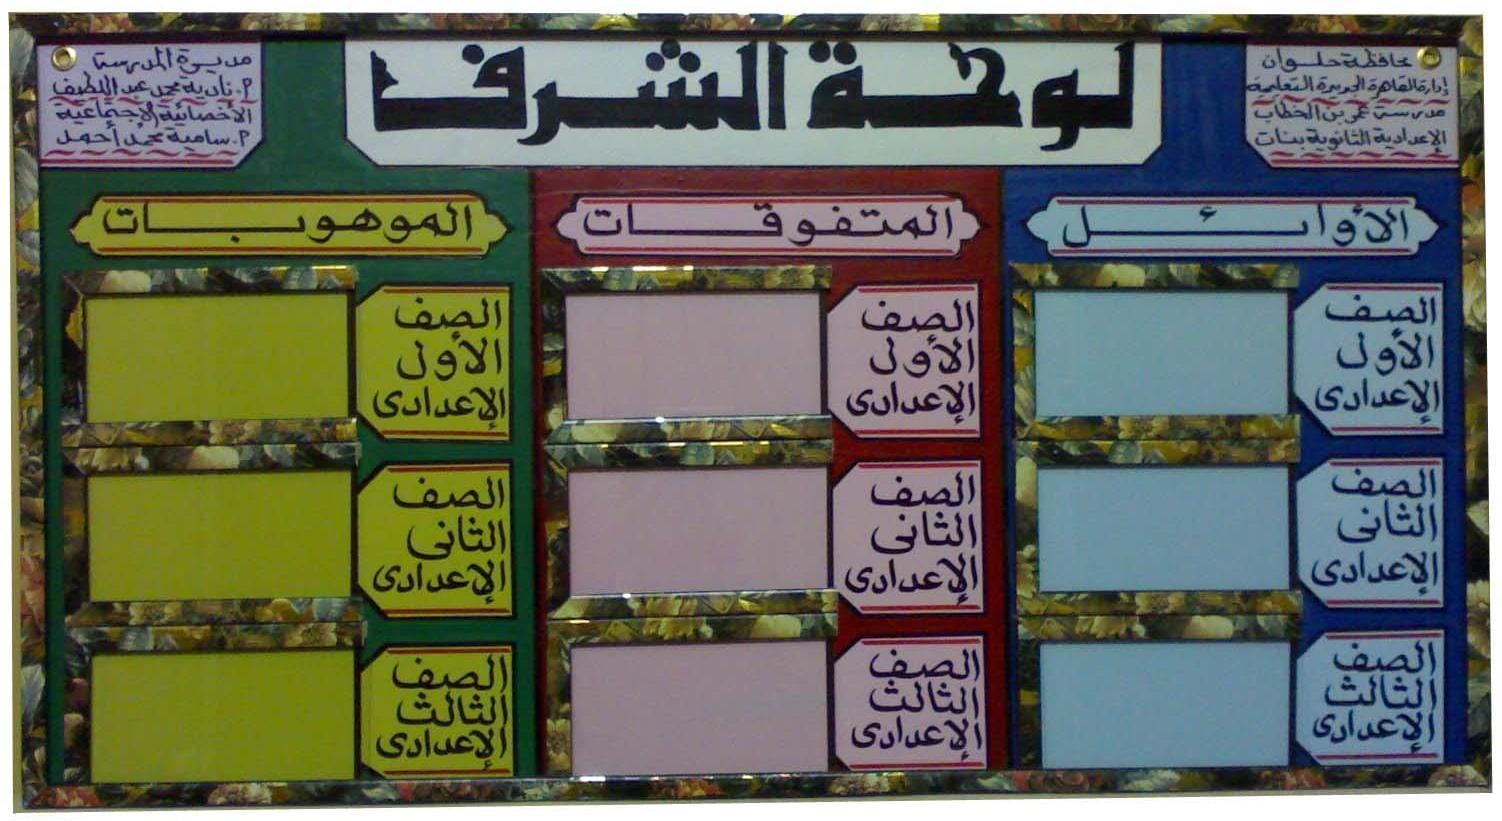 لوحة الشرف
محافظة حلوان
إدارة القاهرة الجديدة التعليمة
مدرسة عمر بن الخطاب
الإعدادية الثانوية بنات
مديرة المدرسة
أ. نادية محمد عبد اللطيف
الأخصائية الإجتماعية
أ. سامية محمد أحمد
الأوائل
الصف
الأول
الإعدادى
الصف
الثانى
الإعدادى
الصف
الثالث
الإعدادى
المتفوقات
الصف
الأول
الإعدادى
الصف
الثانى
الإعدادى
الصف
الثالث
الإعدادى
الموهوبات
الصف
الأول
الإعدادى
الصف
الثانى
الإعدادى
الصف
الثالث
الإعدادى